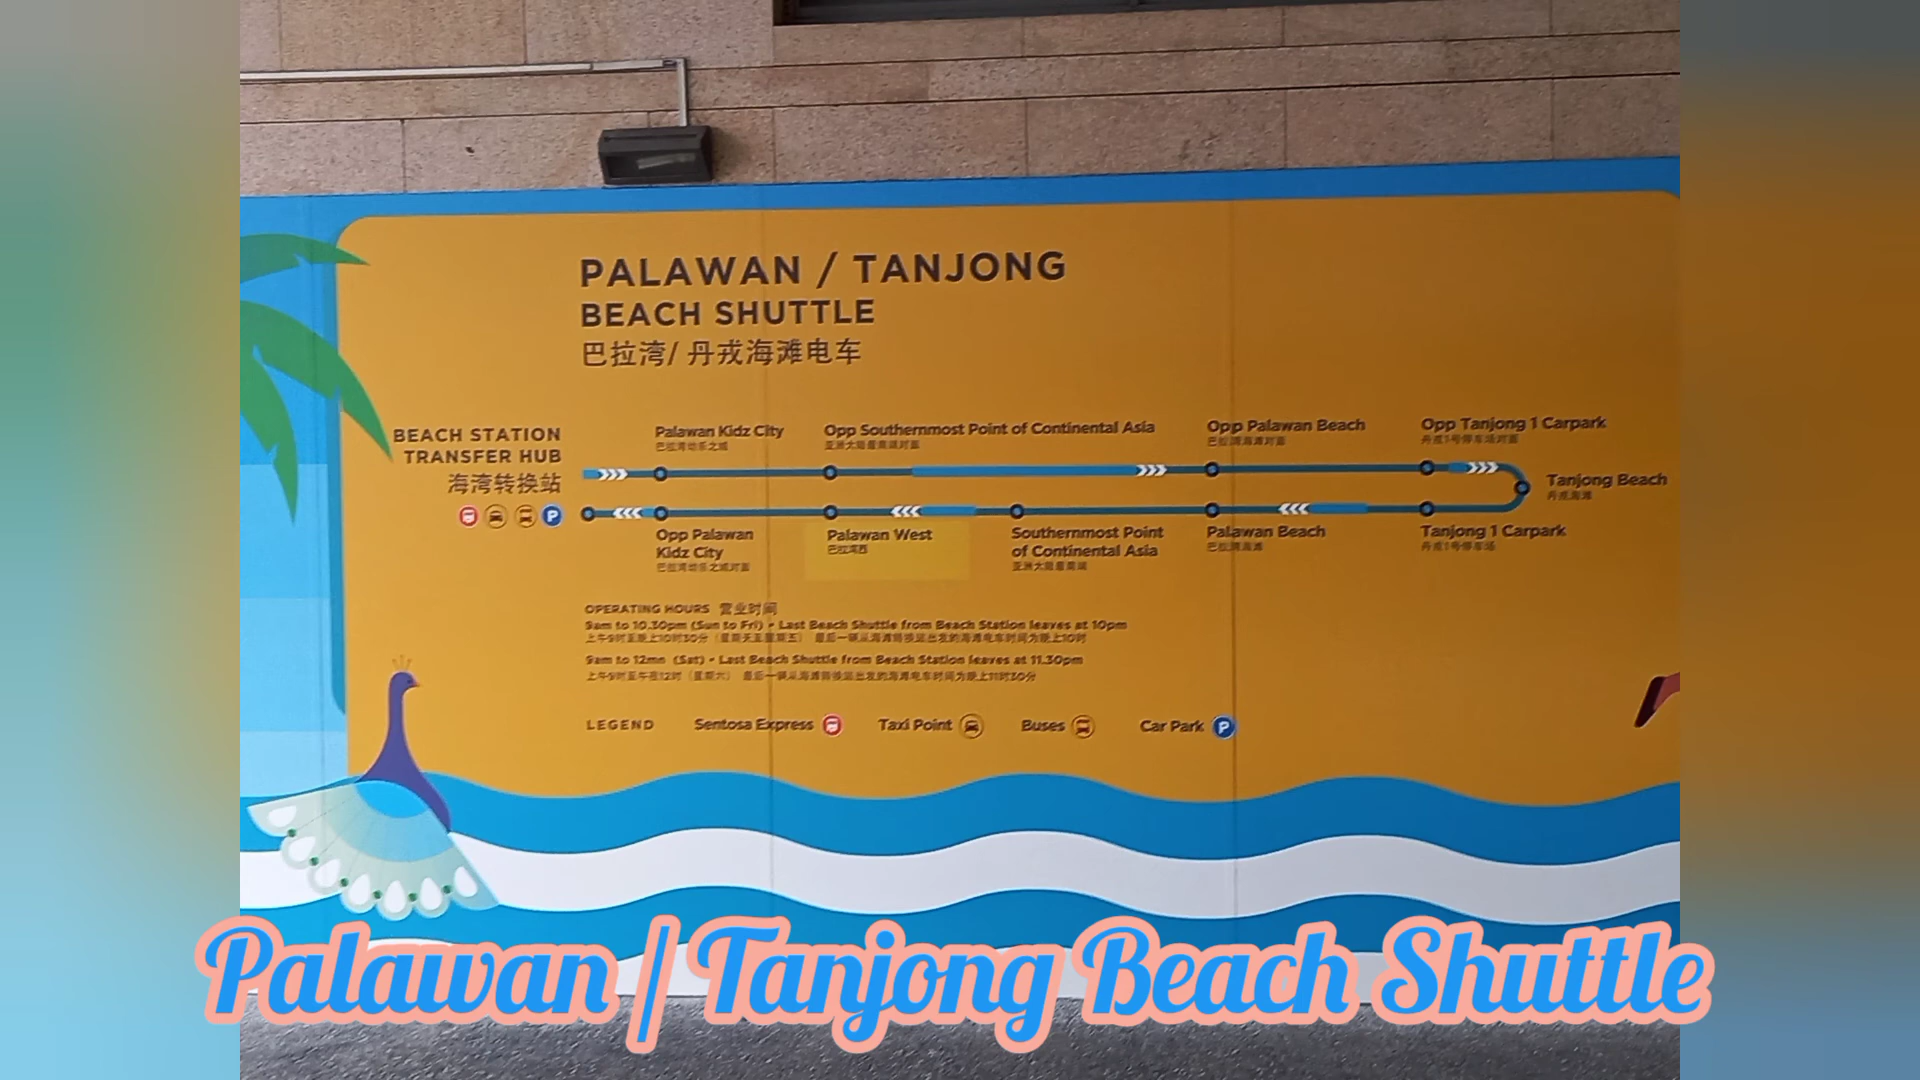 PALAWAN / TANJONG
BEACH SHUTTLE
巴拉湾/ 丹戎海滩电车
BEACH STATION
TRANSFER HUB
海湾转换站
P
Palawan Kidz City
巴拉湾幼乐之城
Opp Southernmost Point of Continental Asia
亚洲大陆最南端对面
Opp Palawan Beach
巴拉湾海滩对面
Opp Tanjong 1 Carpark
丹戎1号停车场对面
Tanjong Beach
丹戎海滩
Opp Palawan
Kidz City
巴拉湾幼乐之城对面
Palawan West
巴拉湾西
Southernmost Point
of Continental Asia
亚洲大陆最南端
Palawan Beach
巴拉湾海滩
Tanjong 1 Carpark
丹戎1号停车场
OPERATING HOURS 营业时间
9am to 10.30pm (Sun to Fri) • Last Beach Shuttle from Beach Station leaves at 10pm
上午9时至晚上10时30分（星期天至星期五） 最后一辆从海滩转换站出发的海滩电车时间为晚上10时
9am to 12mn (Sat) • Last Beach Shuttle from Beach Station leaves at 11.30pm
上午9时至午夜12时（星期六） 最后一辆从海滩转换站出发的海滩电车时间为晚上11时30分
LEGEND Sentosa Express Taxi Point Buses Car Park P
Palawan / Tanjong Beach Shuttle